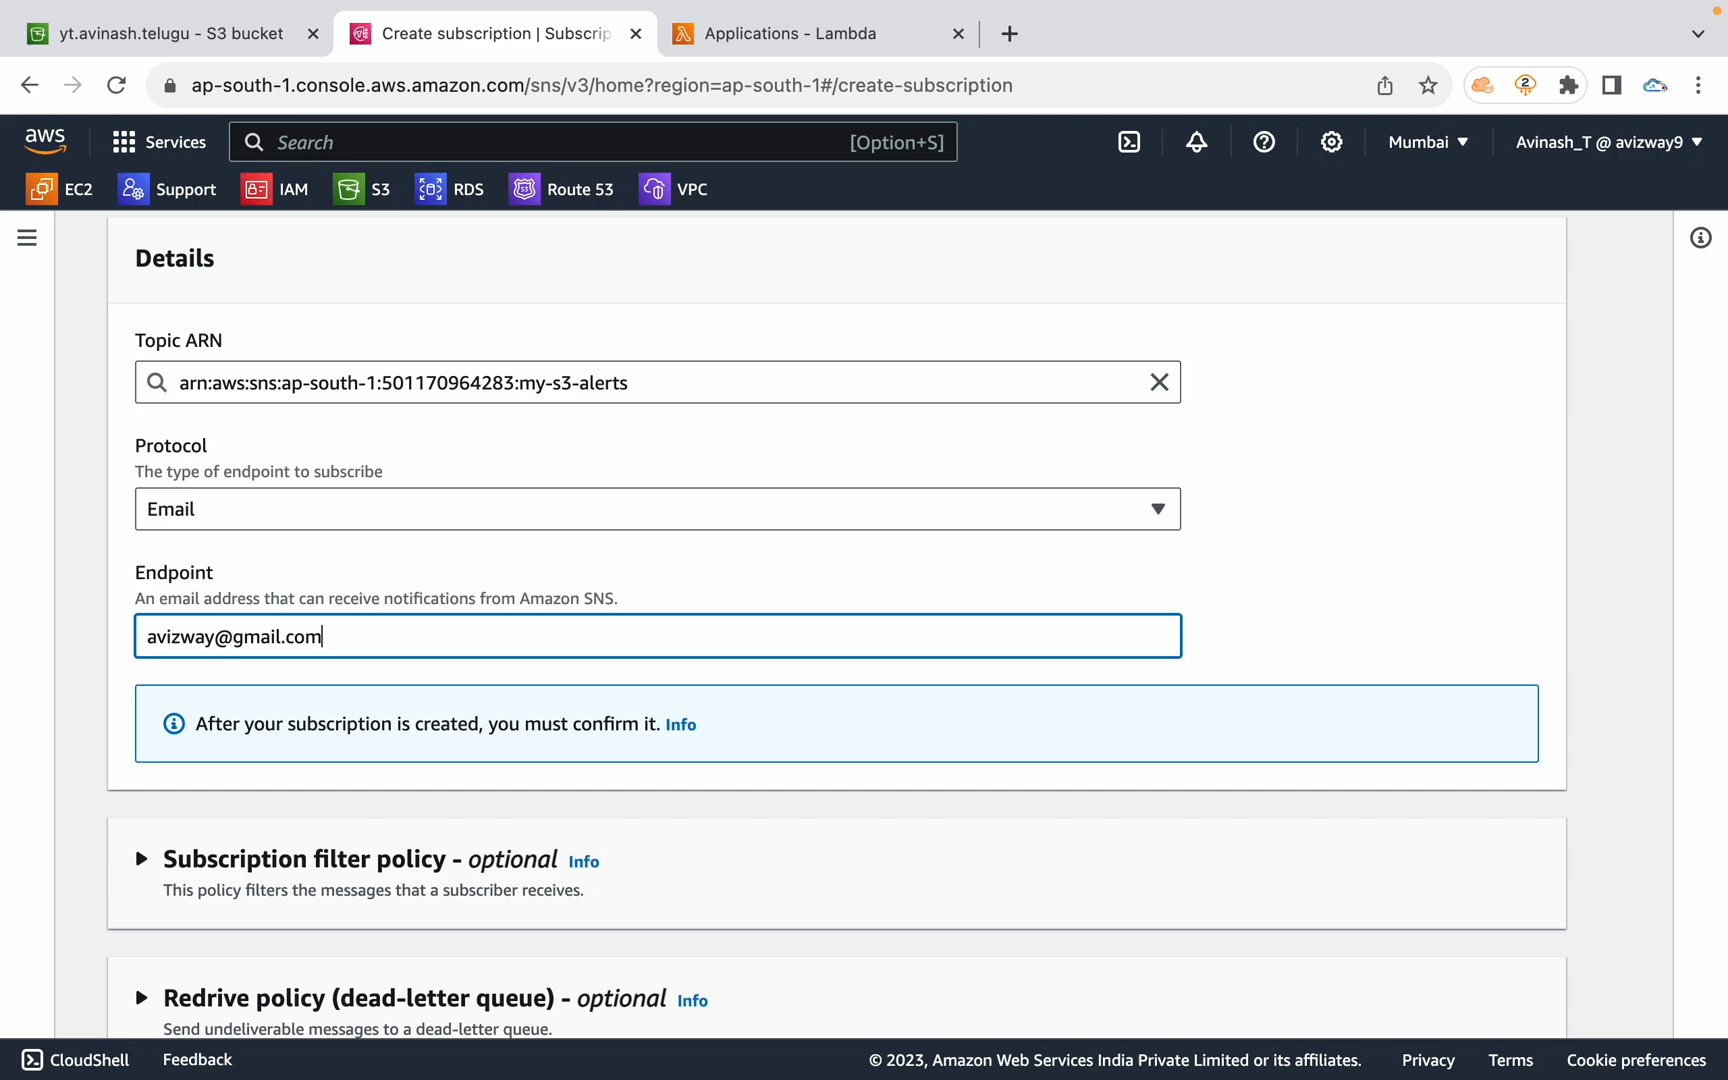 yt.avinash.telugu - S3 bucket
Create subscription | Subscrip
Applications - Lambda
ap-south-1.console.aws.amazon.com/sns/v3/home?region=ap-south-1#/create-subscription
2
aws
Services
Search
[Option+S]
Mumbai
Avinash_T @ avizway9
EC2
Support
IAM
S3
RDS
Route 53
VPC
Details
Topic ARN
arn:aws:sns:ap-south-1:501170964283:my-s3-alerts
Protocol
The type of endpoint to subscribe
Email
Endpoint
An email address that can receive notifications from Amazon SNS.
avizway@gmail.com
After your subscription is created, you must confirm it. Info
Subscription filter policy - optional Info
This policy filters the messages that a subscriber receives.
Redrive policy (dead-letter queue) - optional Info
Send undeliverable messages to a dead-letter queue.
CloudShell
Feedback
© 2023, Amazon Web Services India Private Limited or its affiliates.
Privacy
Terms
Cookie preferences